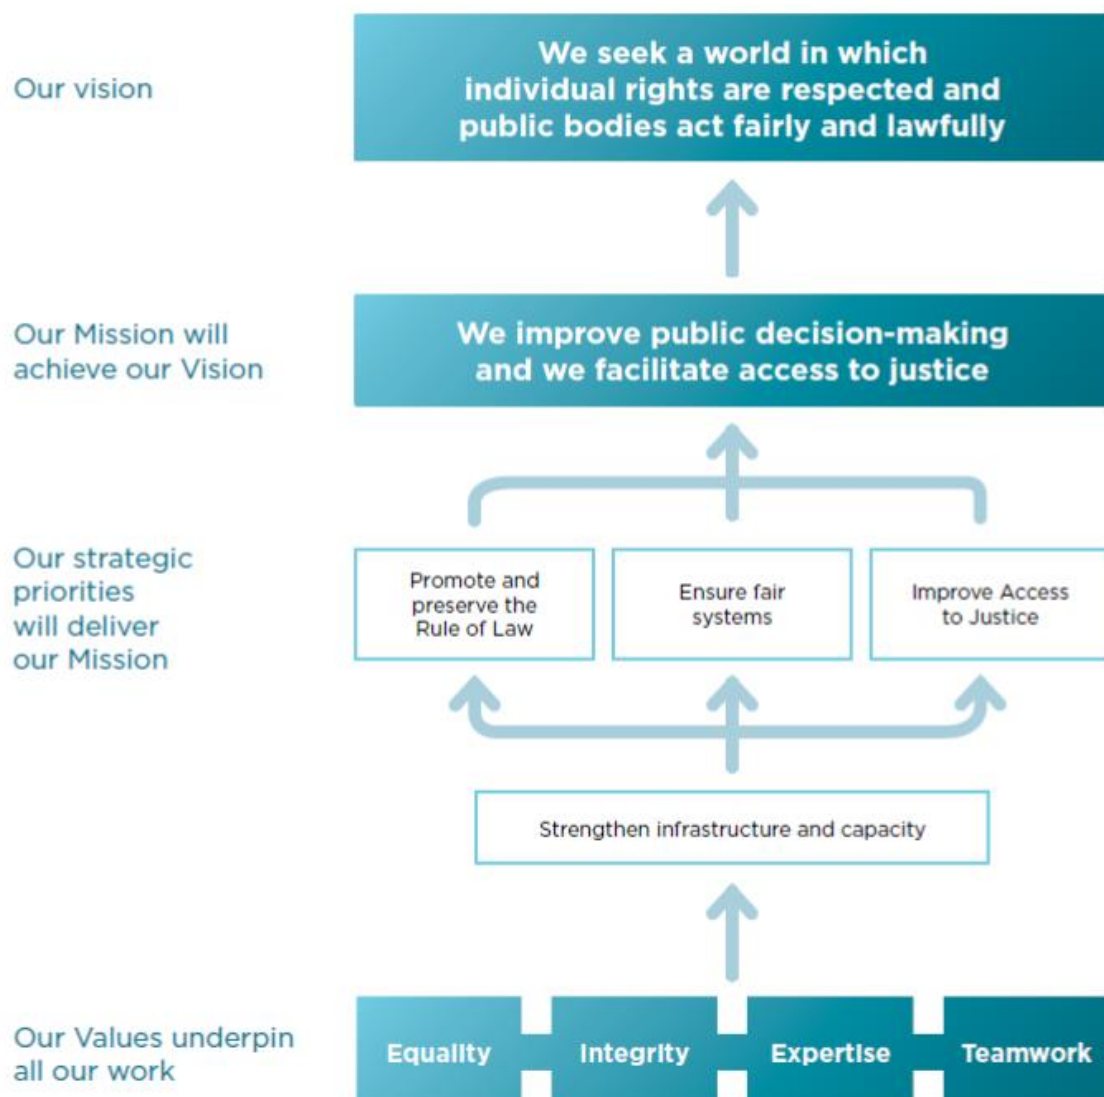 Our vision
We seek a world in which
individual rights are respected and
public bodies act fairly and lawfully
Our Mission will
achieve our Vision
We improve public decision-making
and we facilitate access to justice
Our strategic
priorities
will deliver
our Mission
Promote and
preserve the
Rule of Law
Ensure fair
systems
Improve Access
to Justice
Strengthen infrastructure and capacity
Our Values underpin
all our work
Equality
Integrity
Expertise
Teamwork